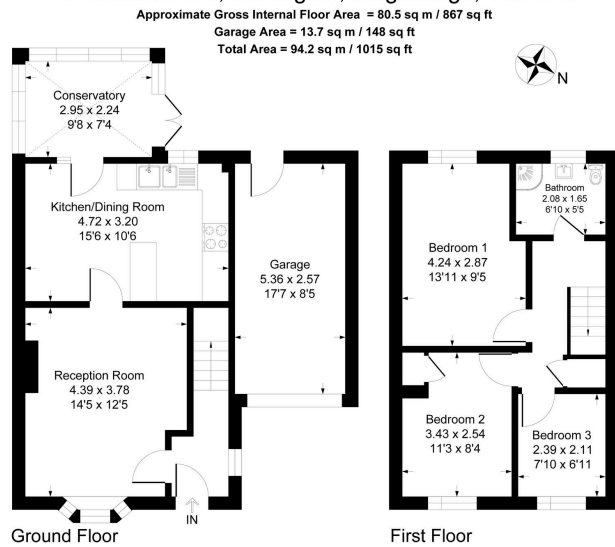 Approximate Gross Internal Floor Area = 80.5 sq m / 867 sq ft
Garage Area = 13.7 sq m / 148 sq ft
Total Area = 94.2 sq m / 1015 sq ft
N
Conservatory
2.95 x 2.24
9'8 x 7'4
Kitchen/Dining Room
4.72 x 3.20
15'6 x 10'6
Garage
5.36 x 2.57
17'7 x 8'5
Reception Room
4.39 x 3.78
14'5 x 12'5
IN
Ground Floor
Bathroom
2.08 x 1.65
6'10 x 5'5
Bedroom 1
4.24 x 2.87
13'11 x 9'5
Bedroom 2
3.43 x 2.54
11'3 x 8'4
Bedroom 3
2.39 x 2.11
7'10 x 6'11
First Floor